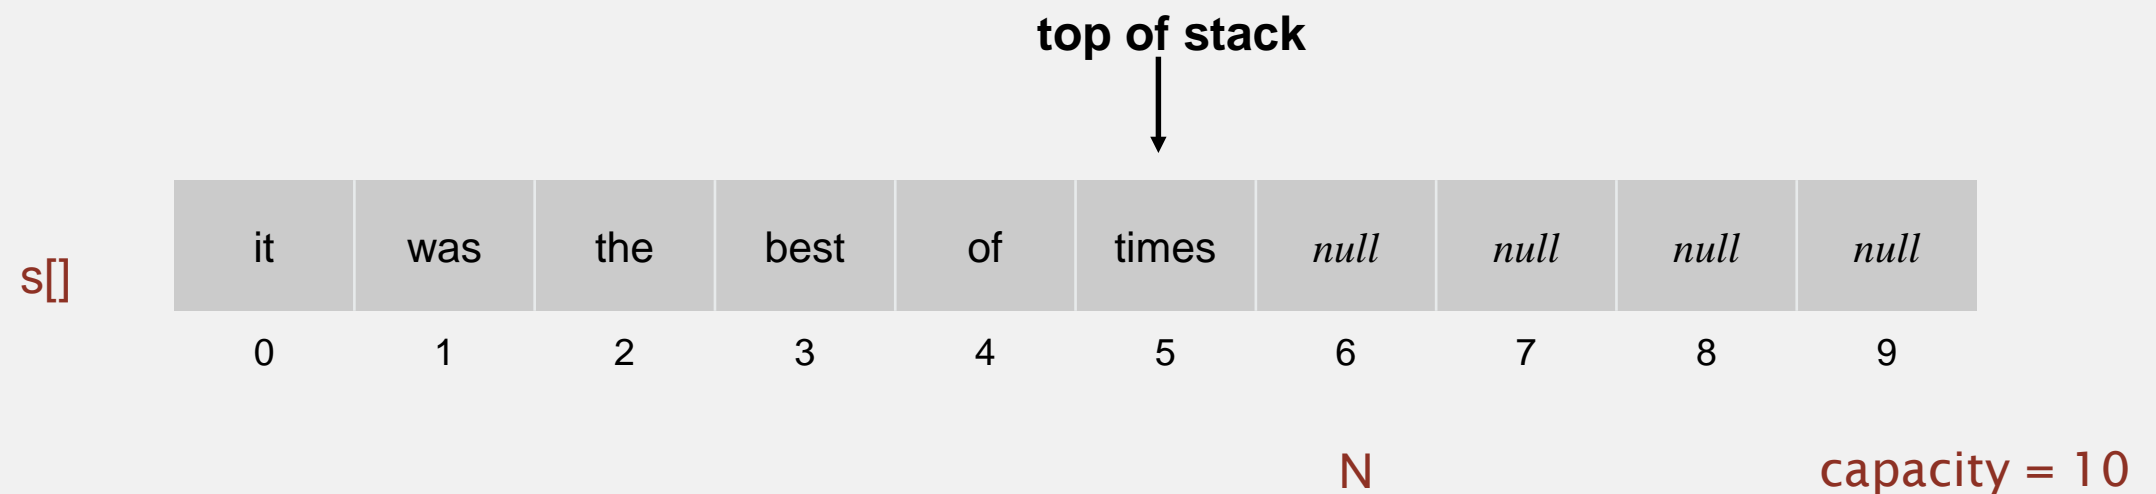 top of stack
s[] it was the best of times null null null null
0 1 2 3 4 5 6 7 8 9
N capacity = 10